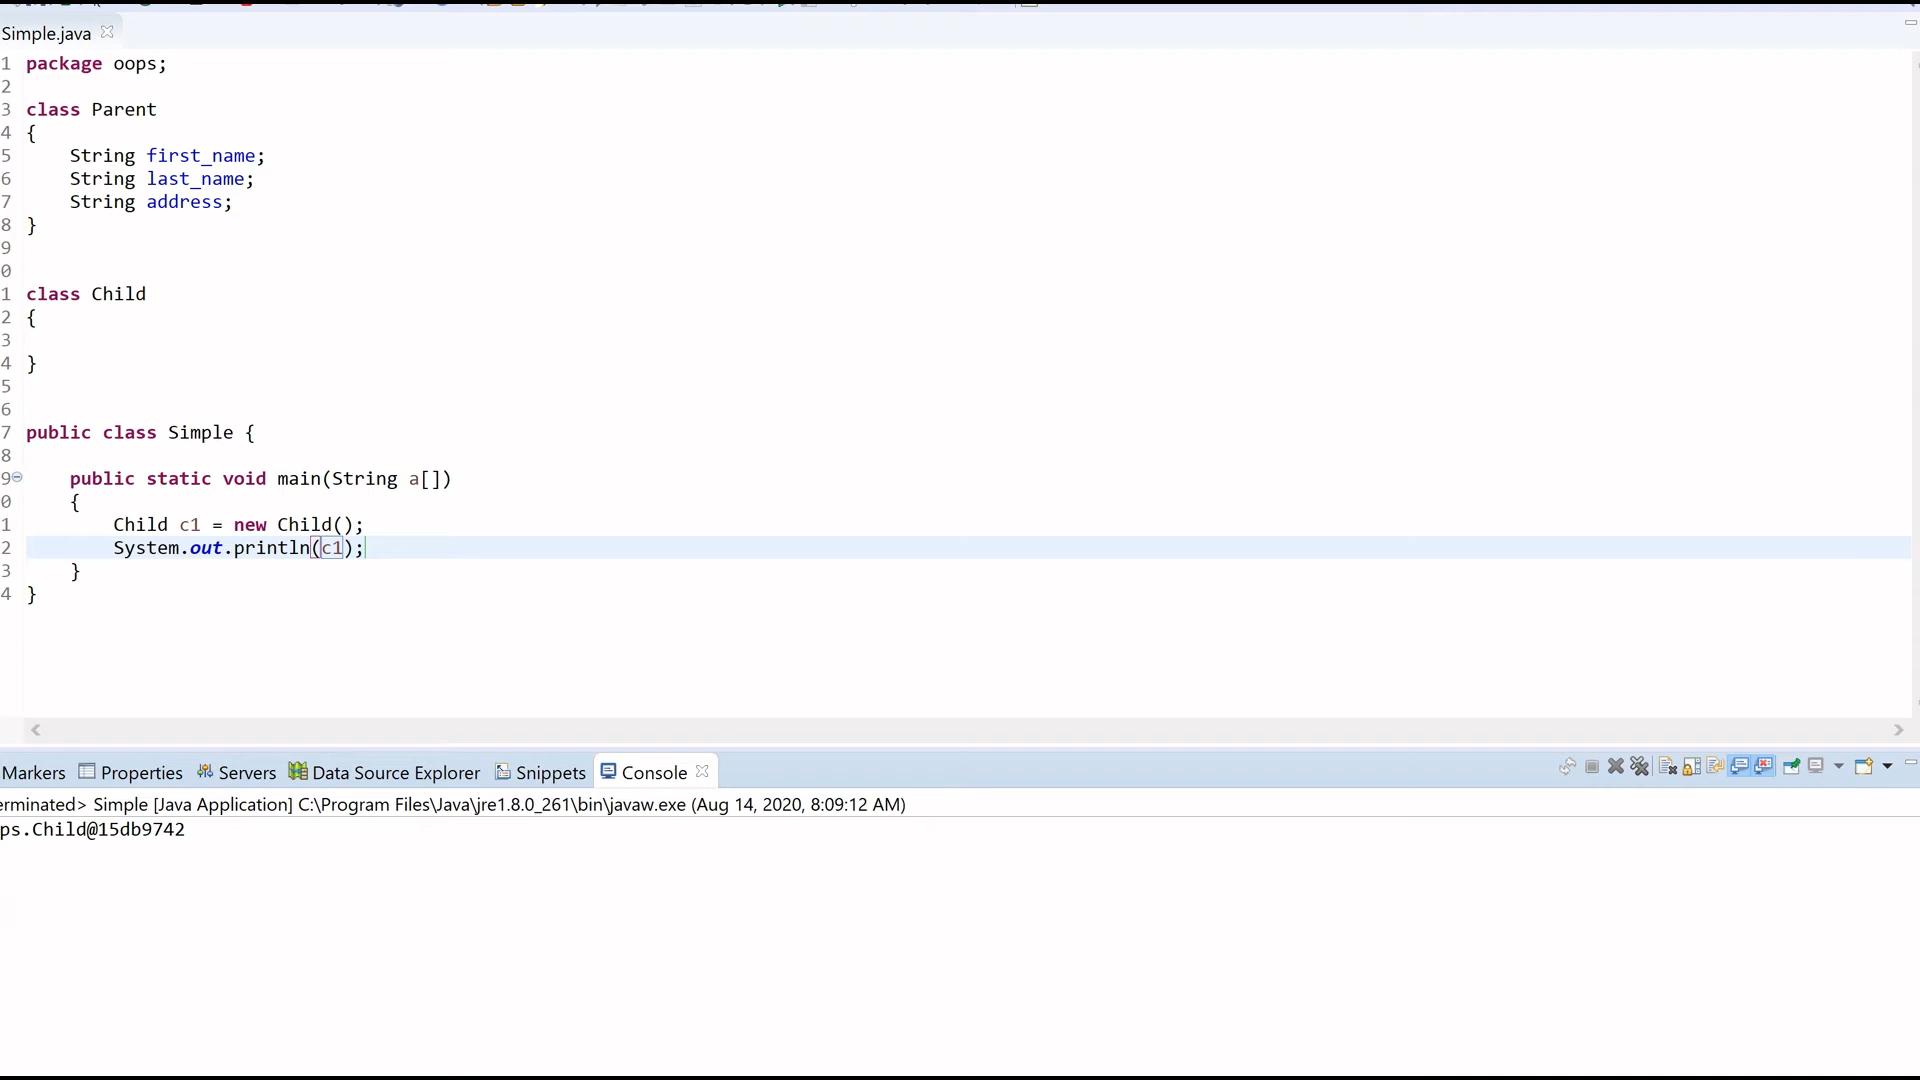 Simple.java
1 package oops;
2
3 class Parent
4 {
5 String first_name;
6 String last_name;
7 String address;
8 }
9
0
1 class Child
2 {
3
4 }
5
6
7 public class Simple {
8
9 public static void main(String a[])
0 {
1 Child c1 = new Child();
2 System.out.println(c1);
3 }
4 }
Markers Properties Servers Data Source Explorer Snippets Console
erminated> Simple [Java Application] C:\Program Files\Java\jre1.8.0_261\bin\javaw.exe (Aug 14, 2020, 8:09:12 AM)
ps.Child@15db9742